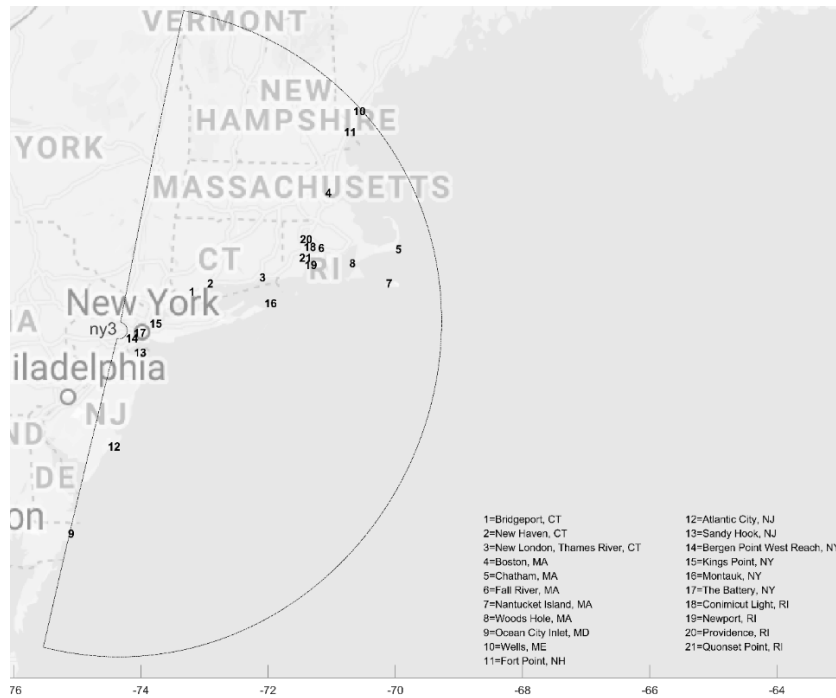 VERMONT
NEW
HAMPSHIRE
10
11
YORK
MASSACHUSETTS
4
20
18 6
5
21
19
8
CT
RI
3
2
7
1
16
New York
15
ny3
17
14
IA
13
iladelphia
NJ
ND
12
DE
on
9
1=Bridgeport, CT
2=New Haven, CT
3=New London, Thames River, CT
4=Boston, MA
5=Chatham, MA
6=Fall River, MA
7=Nantucket Island, MA
8=Woods Hole, MA
9=Ocean City Inlet, MD
10=Wells, ME
11=Fort Point, NH
12=Atlantic City, NJ
13=Sandy Hook, NJ
14=Bergen Point West Reach, NY
15=Kings Point, NY
16=Montauk, NY
17=The Battery, NY
18=Conimicut Light, RI
19=Newport, RI
20=Providence, RI
21=Quonset Point, RI
76 -74 -72 -70 -68 -66 -64